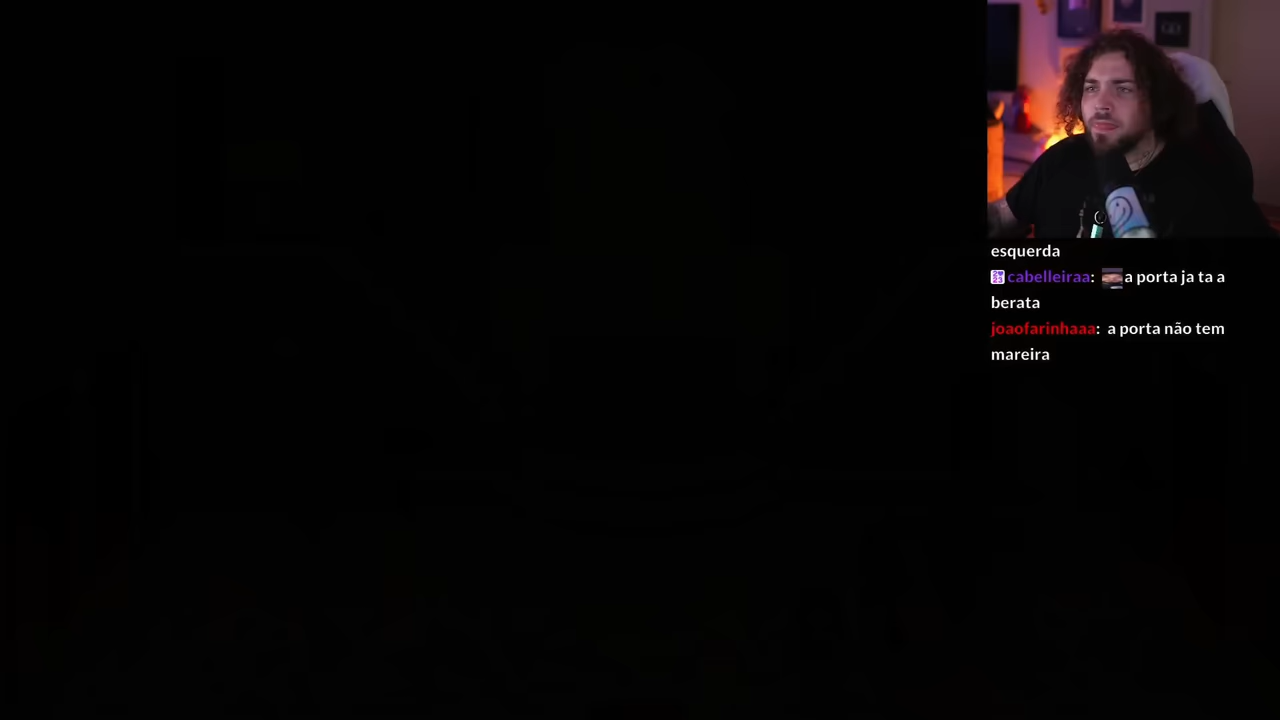 esquerda
cabelleiraa: a porta ja ta a
berata
joaofarinhaaa: a porta não tem
mareira